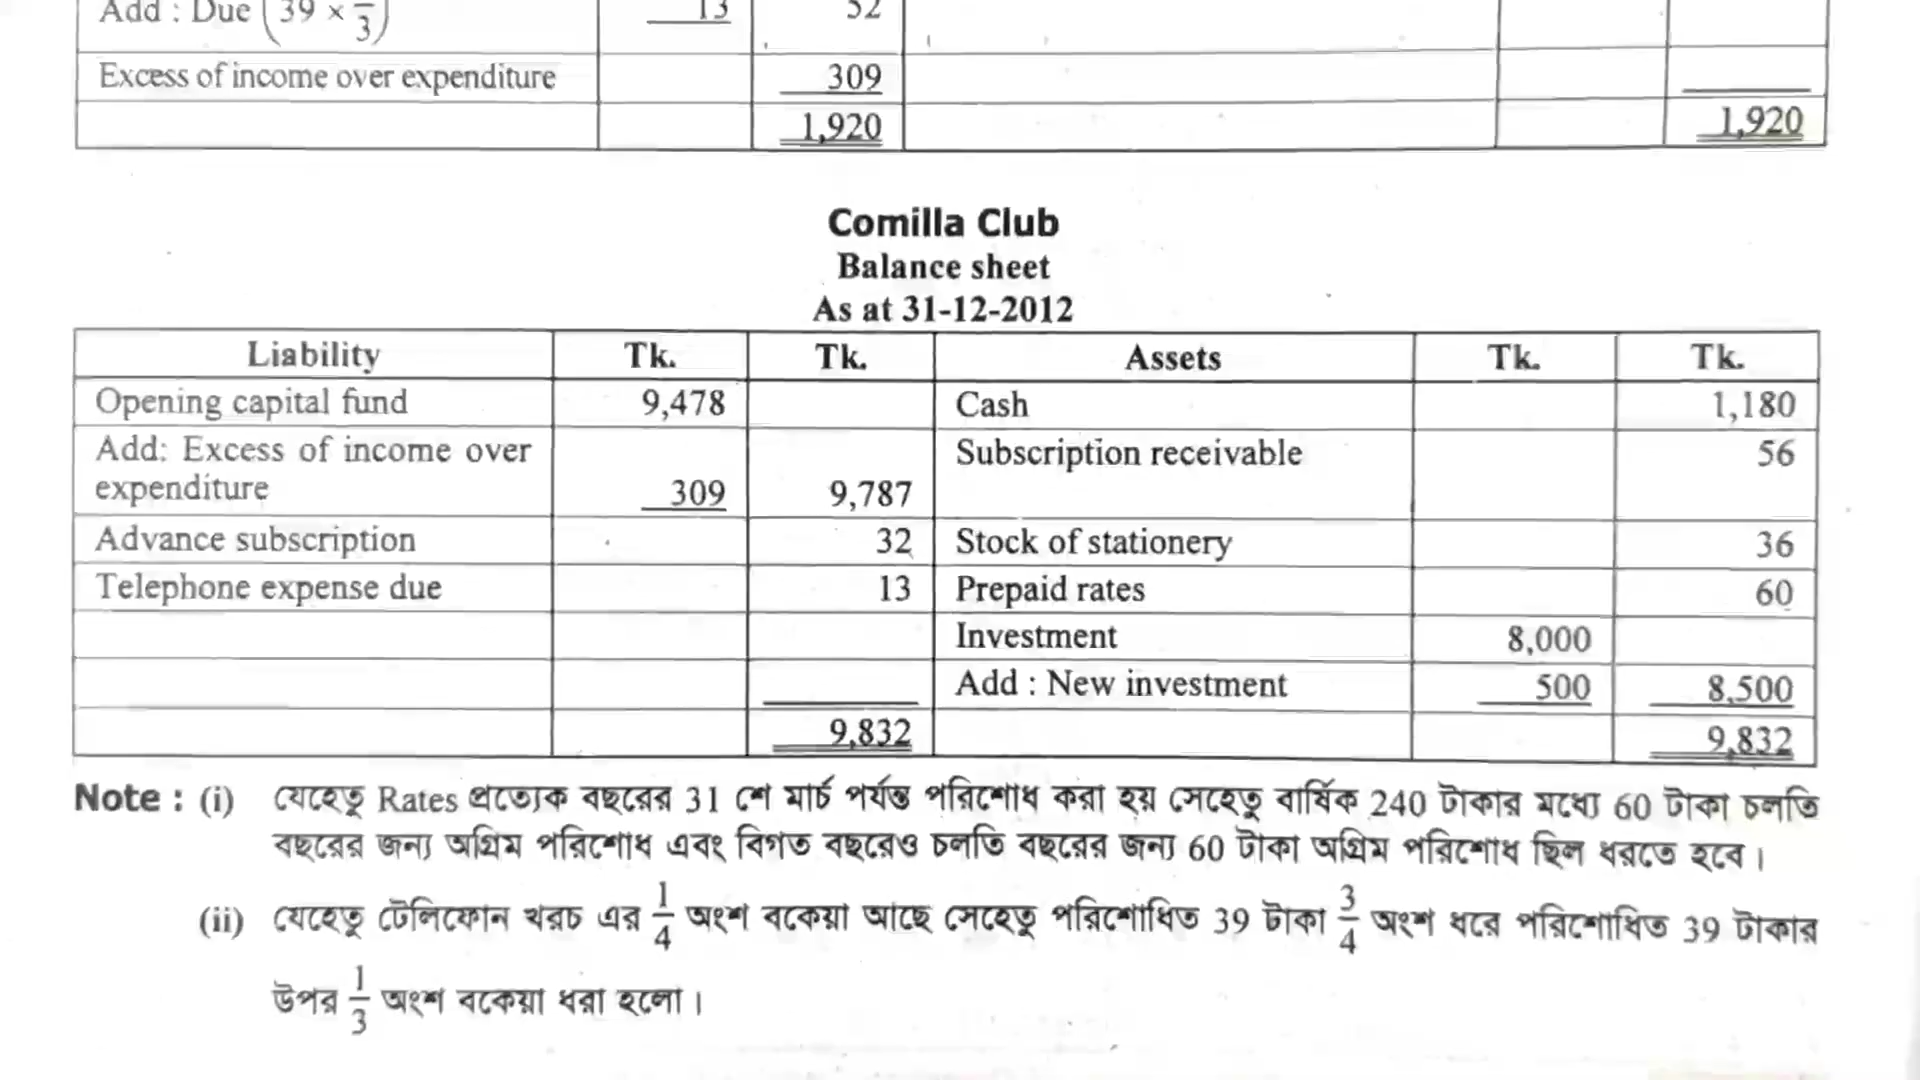 Add : Due (39 × 1/3) 13 52
Excess of income over expenditure 309
1,920 1,920
Comilla Club
Balance sheet
As at 31-12-2012
Liability Tk. Tk. Assets Tk. Tk.
Opening capital fund 9,478 Cash 1,180
Add: Excess of income over Subscription receivable 56
expenditure 309 9,787
Advance subscription 32 Stock of stationery 36
Telephone expense due 13 Prepaid rates 60
Investment 8,000
Add : New investment 500 8,500
9,832 9,832
Note : (i) যেহেতু Rates প্রত্যেক বছরের 31 শে মার্চ পর্যন্ত পরিশোধ করা হয় সেহেতু বার্ষিক 240 টাকার মধ্যে 60 টাকা চলতি
বছরের জন্য অগ্রিম পরিশোধ এবং বিগত বছরেও চলতি বছরের জন্য 60 টাকা অগ্রিম পরিশোধ ছিল ধরতে হবে।
(ii) যেহেতু টেলিফোন খরচ এর 1/4 অংশ বকেয়া আছে সেহেতু পরিশোধিত 39 টাকা 3/4 অংশ ধরে পরিশোধিত 39 টাকার
উপর 1/3 অংশ বকেয়া ধরা হলো।